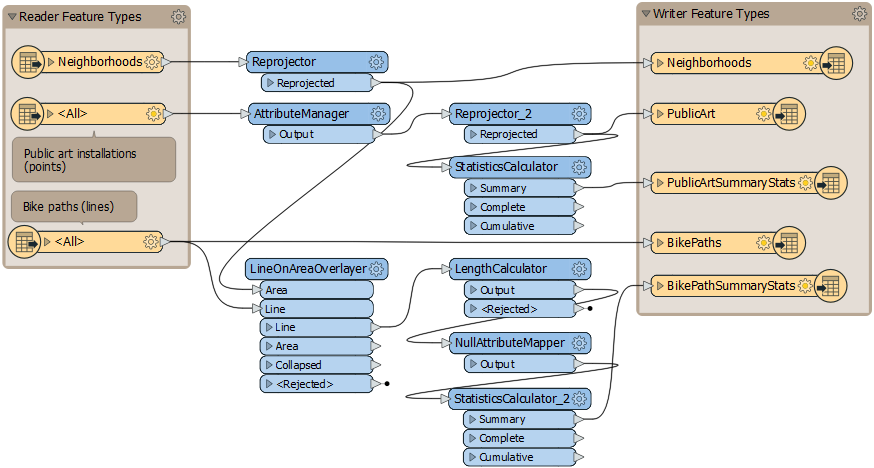 Reader Feature Types
Neighborhoods
<All>
Public art installations
(points)
Bike paths (lines)
<All>
Reprojector
Reprojected
AttributeManager
Output
LineOnAreaOverlayer
Area
Line
Line
Area
Collapsed
<Rejected>
Reprojector_2
Reprojected
StatisticsCalculator
Summary
Complete
Cumulative
LengthCalculator
Output
<Rejected>
NullAttributeMapper
Output
StatisticsCalculator_2
Summary
Complete
Cumulative
Writer Feature Types
Neighborhoods
PublicArt
PublicArtSummaryStats
BikePaths
BikePathSummaryStats